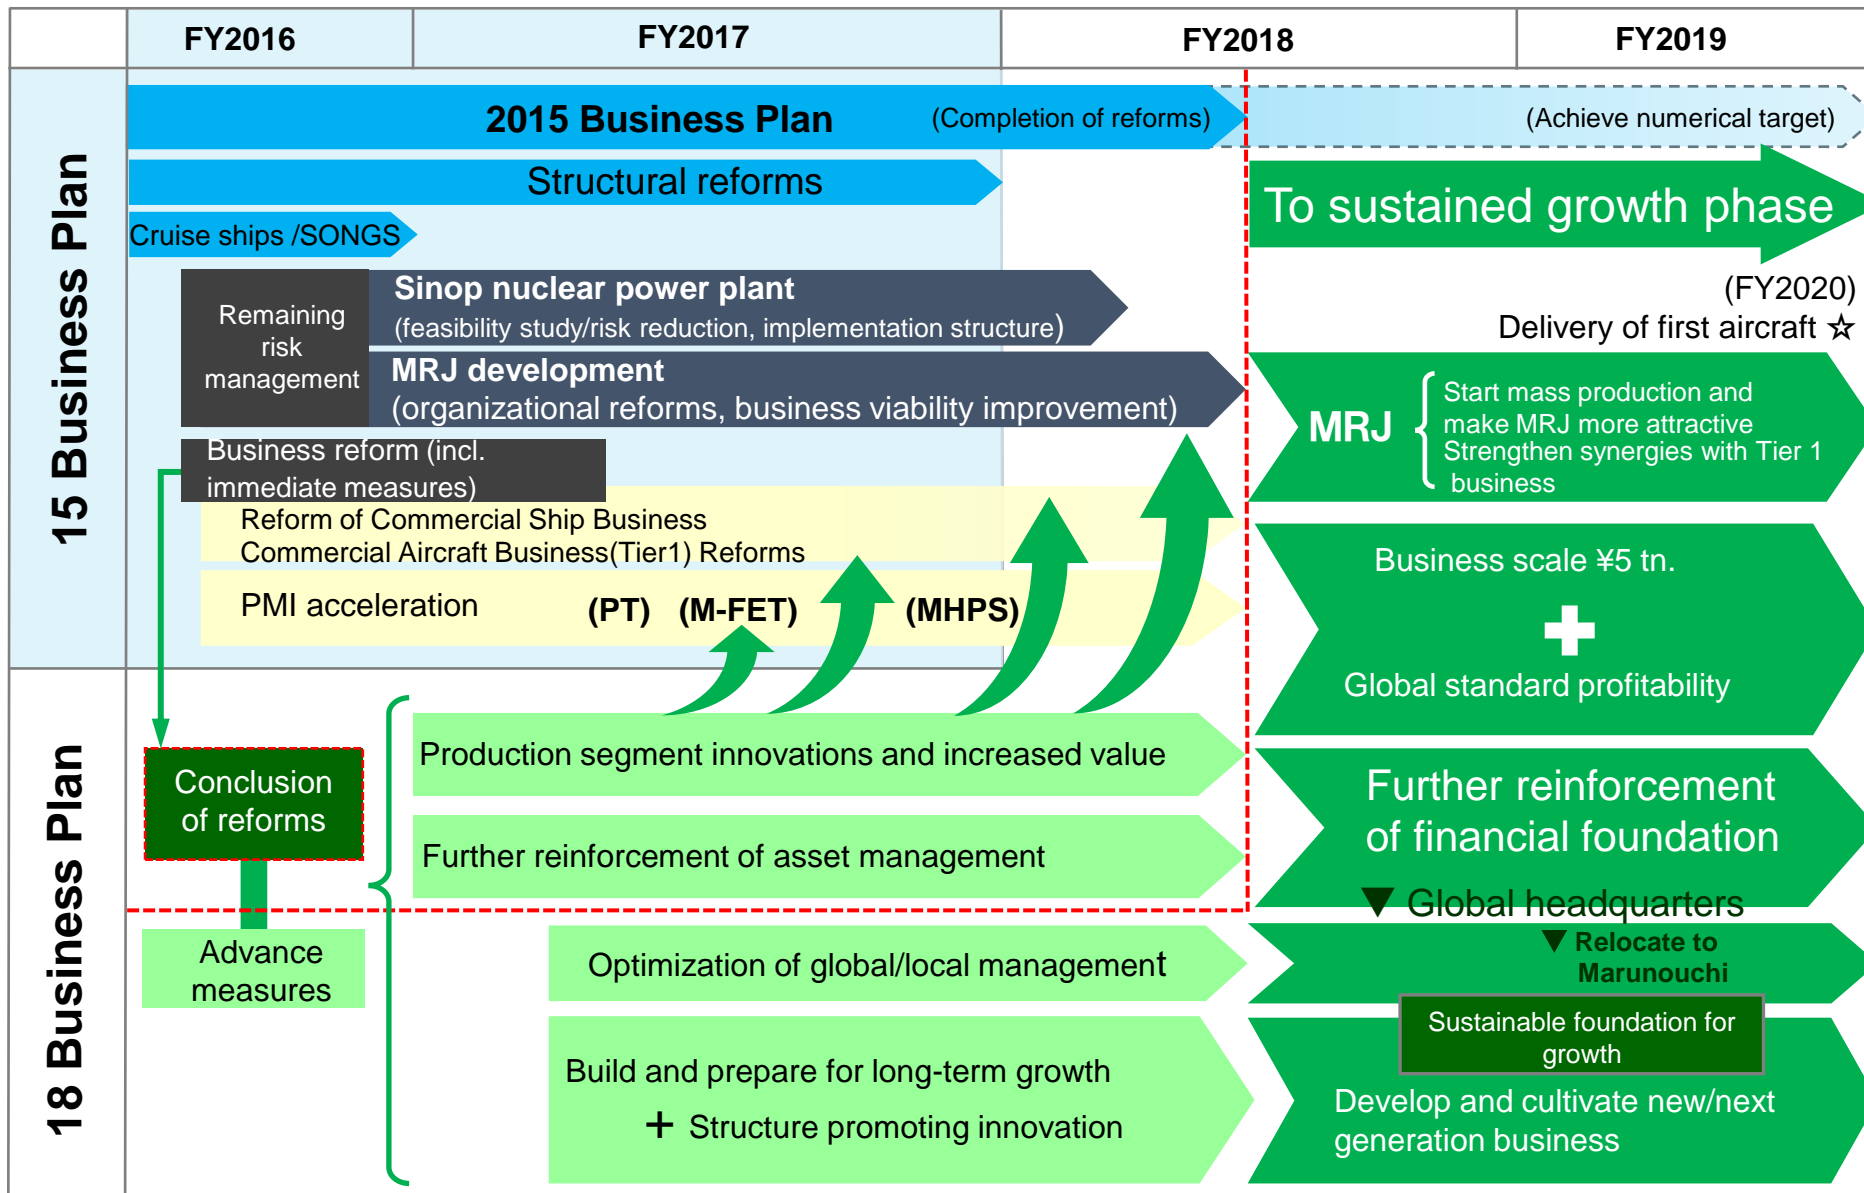 FY2016
FY2017
FY2018
FY2019
15 Business Plan
2015 Business Plan
(Completion of reforms)
(Achieve numerical target)
Structural reforms
To sustained growth phase
Cruise ships /SONGS
Remaining
risk
management
Sinop nuclear power plant
(feasibility study/risk reduction, implementation structure)
(FY2020)
Delivery of first aircraft ☆
MRJ development
(organizational reforms, business viability improvement)
MRJ
Start mass production and
make MRJ more attractive
Strengthen synergies with Tier 1
business
Business reform (incl.
immediate measures)
Reform of Commercial Ship Business
Commercial Aircraft Business(Tier1) Reforms
PMI acceleration
(PT)
(M-FET)
(MHPS)
Business scale ¥5 tn.
+
Global standard profitability
18 Business Plan
Conclusion
of reforms
Advance
measures
Production segment innovations and increased value
Further reinforcement of asset management
Further reinforcement
of financial foundation
▼ Global headquarters
Optimization of global/local management
▼ Relocate to
Marunouchi
Build and prepare for long-term growth
+ Structure promoting innovation
Sustainable foundation for
growth
Develop and cultivate new/next
generation business